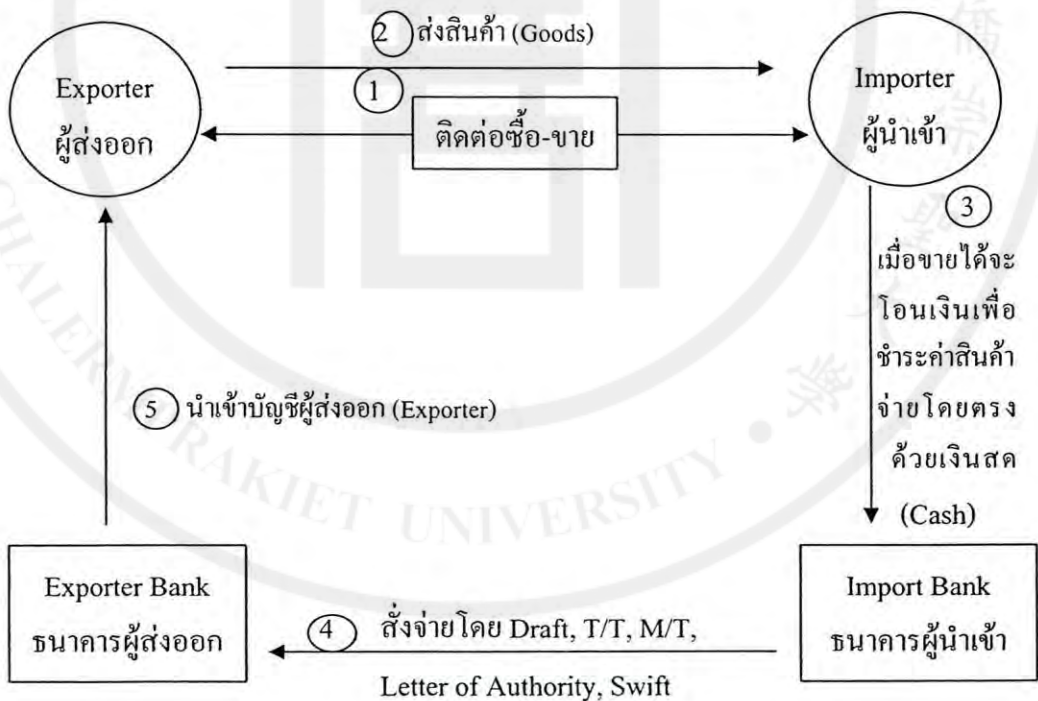 ② ส่งสินค้า (Goods)
①
Exporter
ผู้ส่งออก
ติดต่อซื้อ-ขาย
Importer
ผู้นำเข้า
③
เมื่อขายได้จะ
โอนเงินเพื่อ
ชำระค่าสินค้า
จ่ายโดยตรง
ด้วยเงินสด
(Cash)
⑤ นำเข้าบัญชีผู้ส่งออก (Exporter)
Exporter Bank
ธนาคารผู้ส่งออก
④ สั่งจ่ายโดย Draft, T/T, M/T,
Letter of Authority, Swift
Import Bank
ธนาคารผู้นำเข้า
CHALERM RAKIET UNIVERSITY